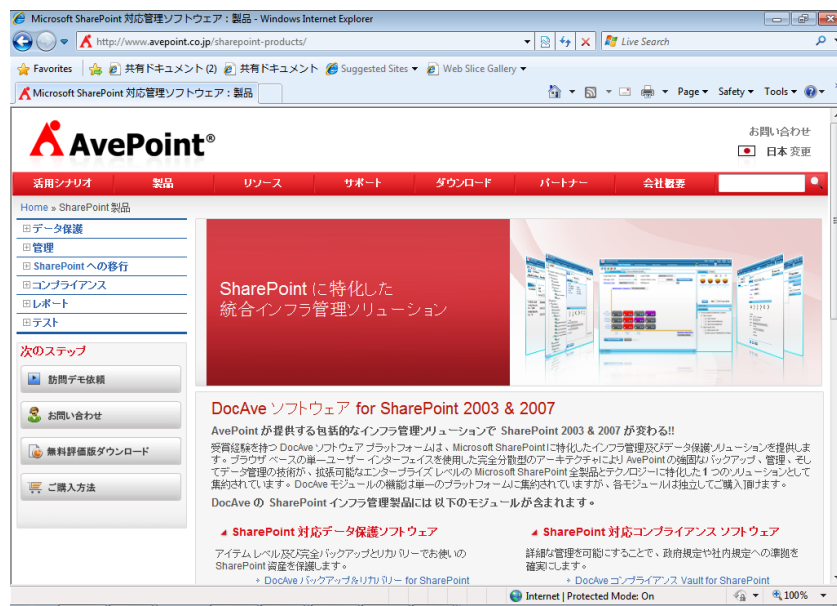 Microsoft SharePoint 対応管理ソフトウェア：製品 - Windows Internet Explorer
http://www.avepoint.co.jp/sharepoint-products/
Live Search
Favorites 共有ドキュメント (2) 共有ドキュメント Suggested Sites Web Slice Gallery
Microsoft SharePoint 対応管理ソフトウェア：製品
Page Safety Tools
AvePoint®
お問い合わせ
日本 変更
活用シナリオ 製品 リソース サポート ダウンロード パートナー 会社概要
Home » SharePoint 製品
データ保護
管理
SharePoint への移行
コンプライアンス
レポート
テスト
次のステップ
訪問デモ依頼
お問い合わせ
無料評価版ダウンロード
ご購入方法
SharePoint に特化した
統合インフラ管理ソリューション
DocAve ソフトウェア for SharePoint 2003 & 2007
AvePoint が提供する包括的なインフラ管理ソリューションで SharePoint 2003 & 2007 が変わる!!
受賞経験を持つ DocAve ソフトウェア プラットフォームは、Microsoft SharePoint に特化したインフラ管理及びデータ保護ソリューションを提供しま
す。ブラウザ ベースの単一ユーザー インターフェイスを使用した完全分散型のアーキテクチャにより AvePoint の強固なバックアップ、管理、そし
てデータ管理の技術が、拡張可能なエンタープライズ レベルの Microsoft SharePoint 全製品とテクノロジーに特化した 1 つのソリューションとして
集約されています。DocAve モジュールの機能は単一のプラットフォームに集約されていますが、各モジュールは独立してご購入頂けます。
DocAve の SharePoint インフラ管理製品には以下のモジュールが含まれます。
SharePoint 対応データ保護ソフトウェア
アイテム レベル及び完全バックアップとリカバリーでお使いの
SharePoint 資産を保護します。
DocAve バックアップ&リカバリー for SharePoint
SharePoint 対応コンプライアンス ソフトウェア
詳細な管理を可能にすることで、政府規定や社内規定への準拠を
確実にします。
DocAve コンプライアンス Vault for SharePoint
Internet | Protected Mode: On
100%